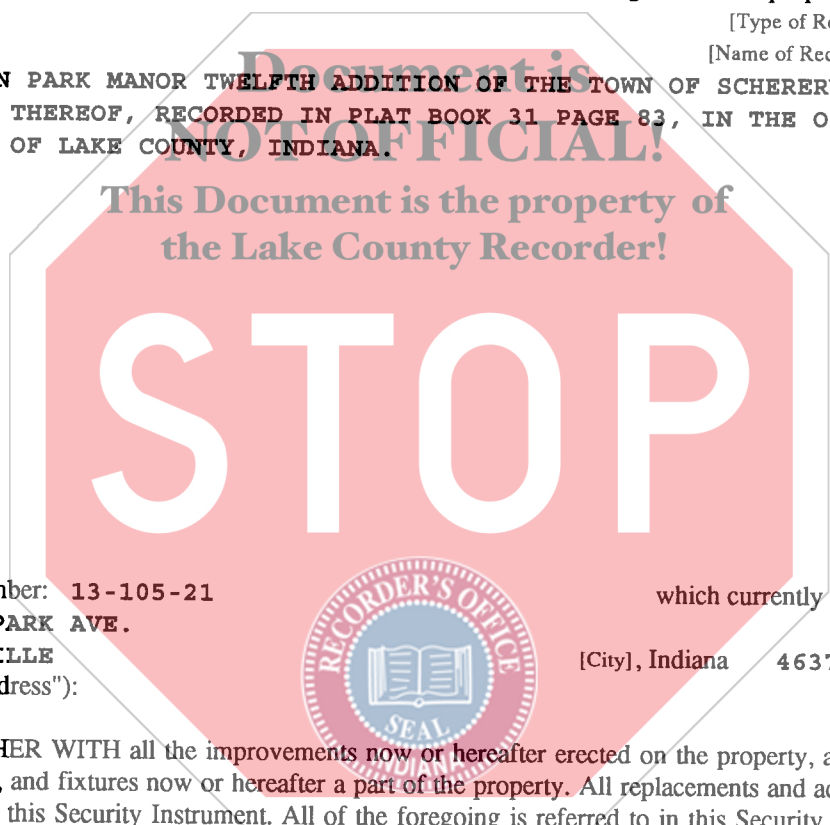 [Type of Re
[Name of Rec
Document is
N PARK MANOR TWELFTH ADDITION OF THE TOWN OF SCHERER
THEREOF, RECORDED IN PLAT BOOK 31 PAGE 83, IN THE O
NOT OFFICIAL!
OF LAKE COUNTY, INDIANA.
This Document is the property of
the Lake County Recorder!
STOP
nber: 13-105-21
which currently
PARK AVE.
ILLE
[City], Indiana 4637
dress"):
RECORDER'S OFFICE
SEAL
INDIANA
HER WITH all the improvements now or hereafter erected on the property, a
, and fixtures now or hereafter a part of the property. All replacements and ad
this Security Instrument. All of the foregoing is referred to in this Security